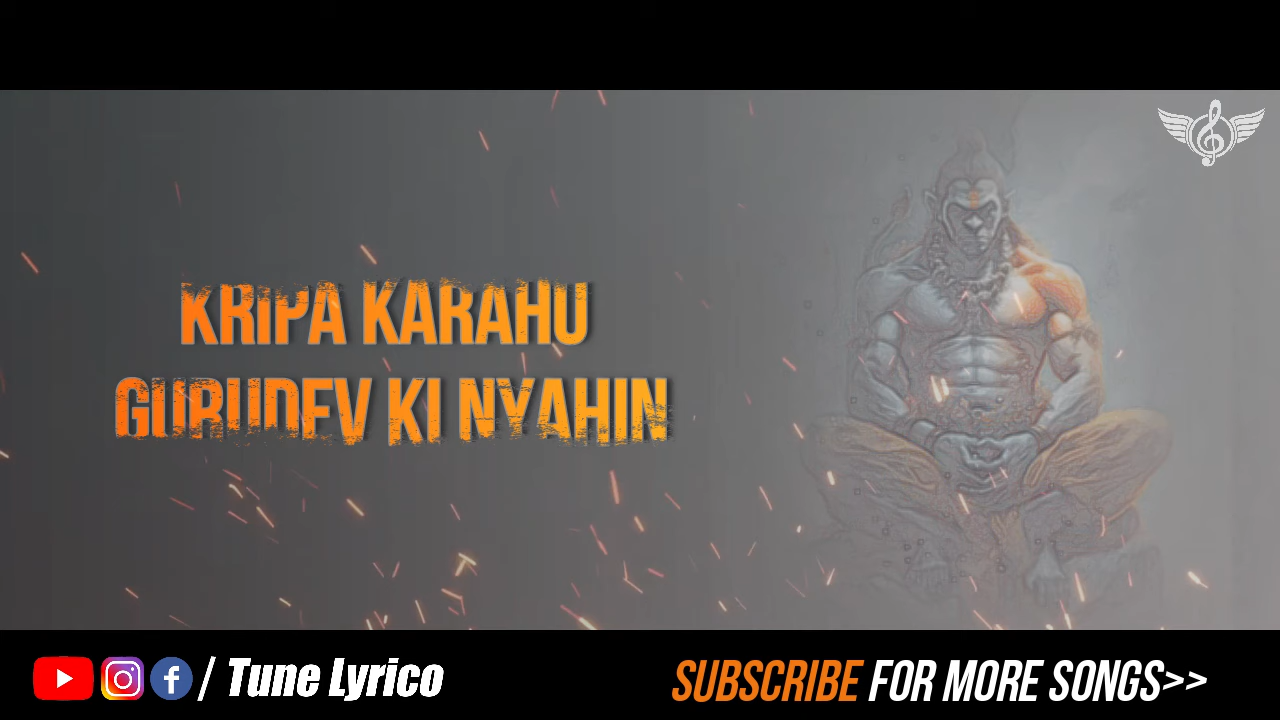 KRIPA KARAHU
GURUDEV KI NYAHIN
/ Tune Lyrico
SUBSCRIBE FOR MORE SONGS>>